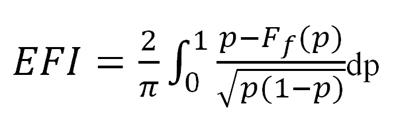 EFI = \frac{2}{\pi} \int_0^1 \frac{p-F_f(p)}{\sqrt{p(1-p)}}dp